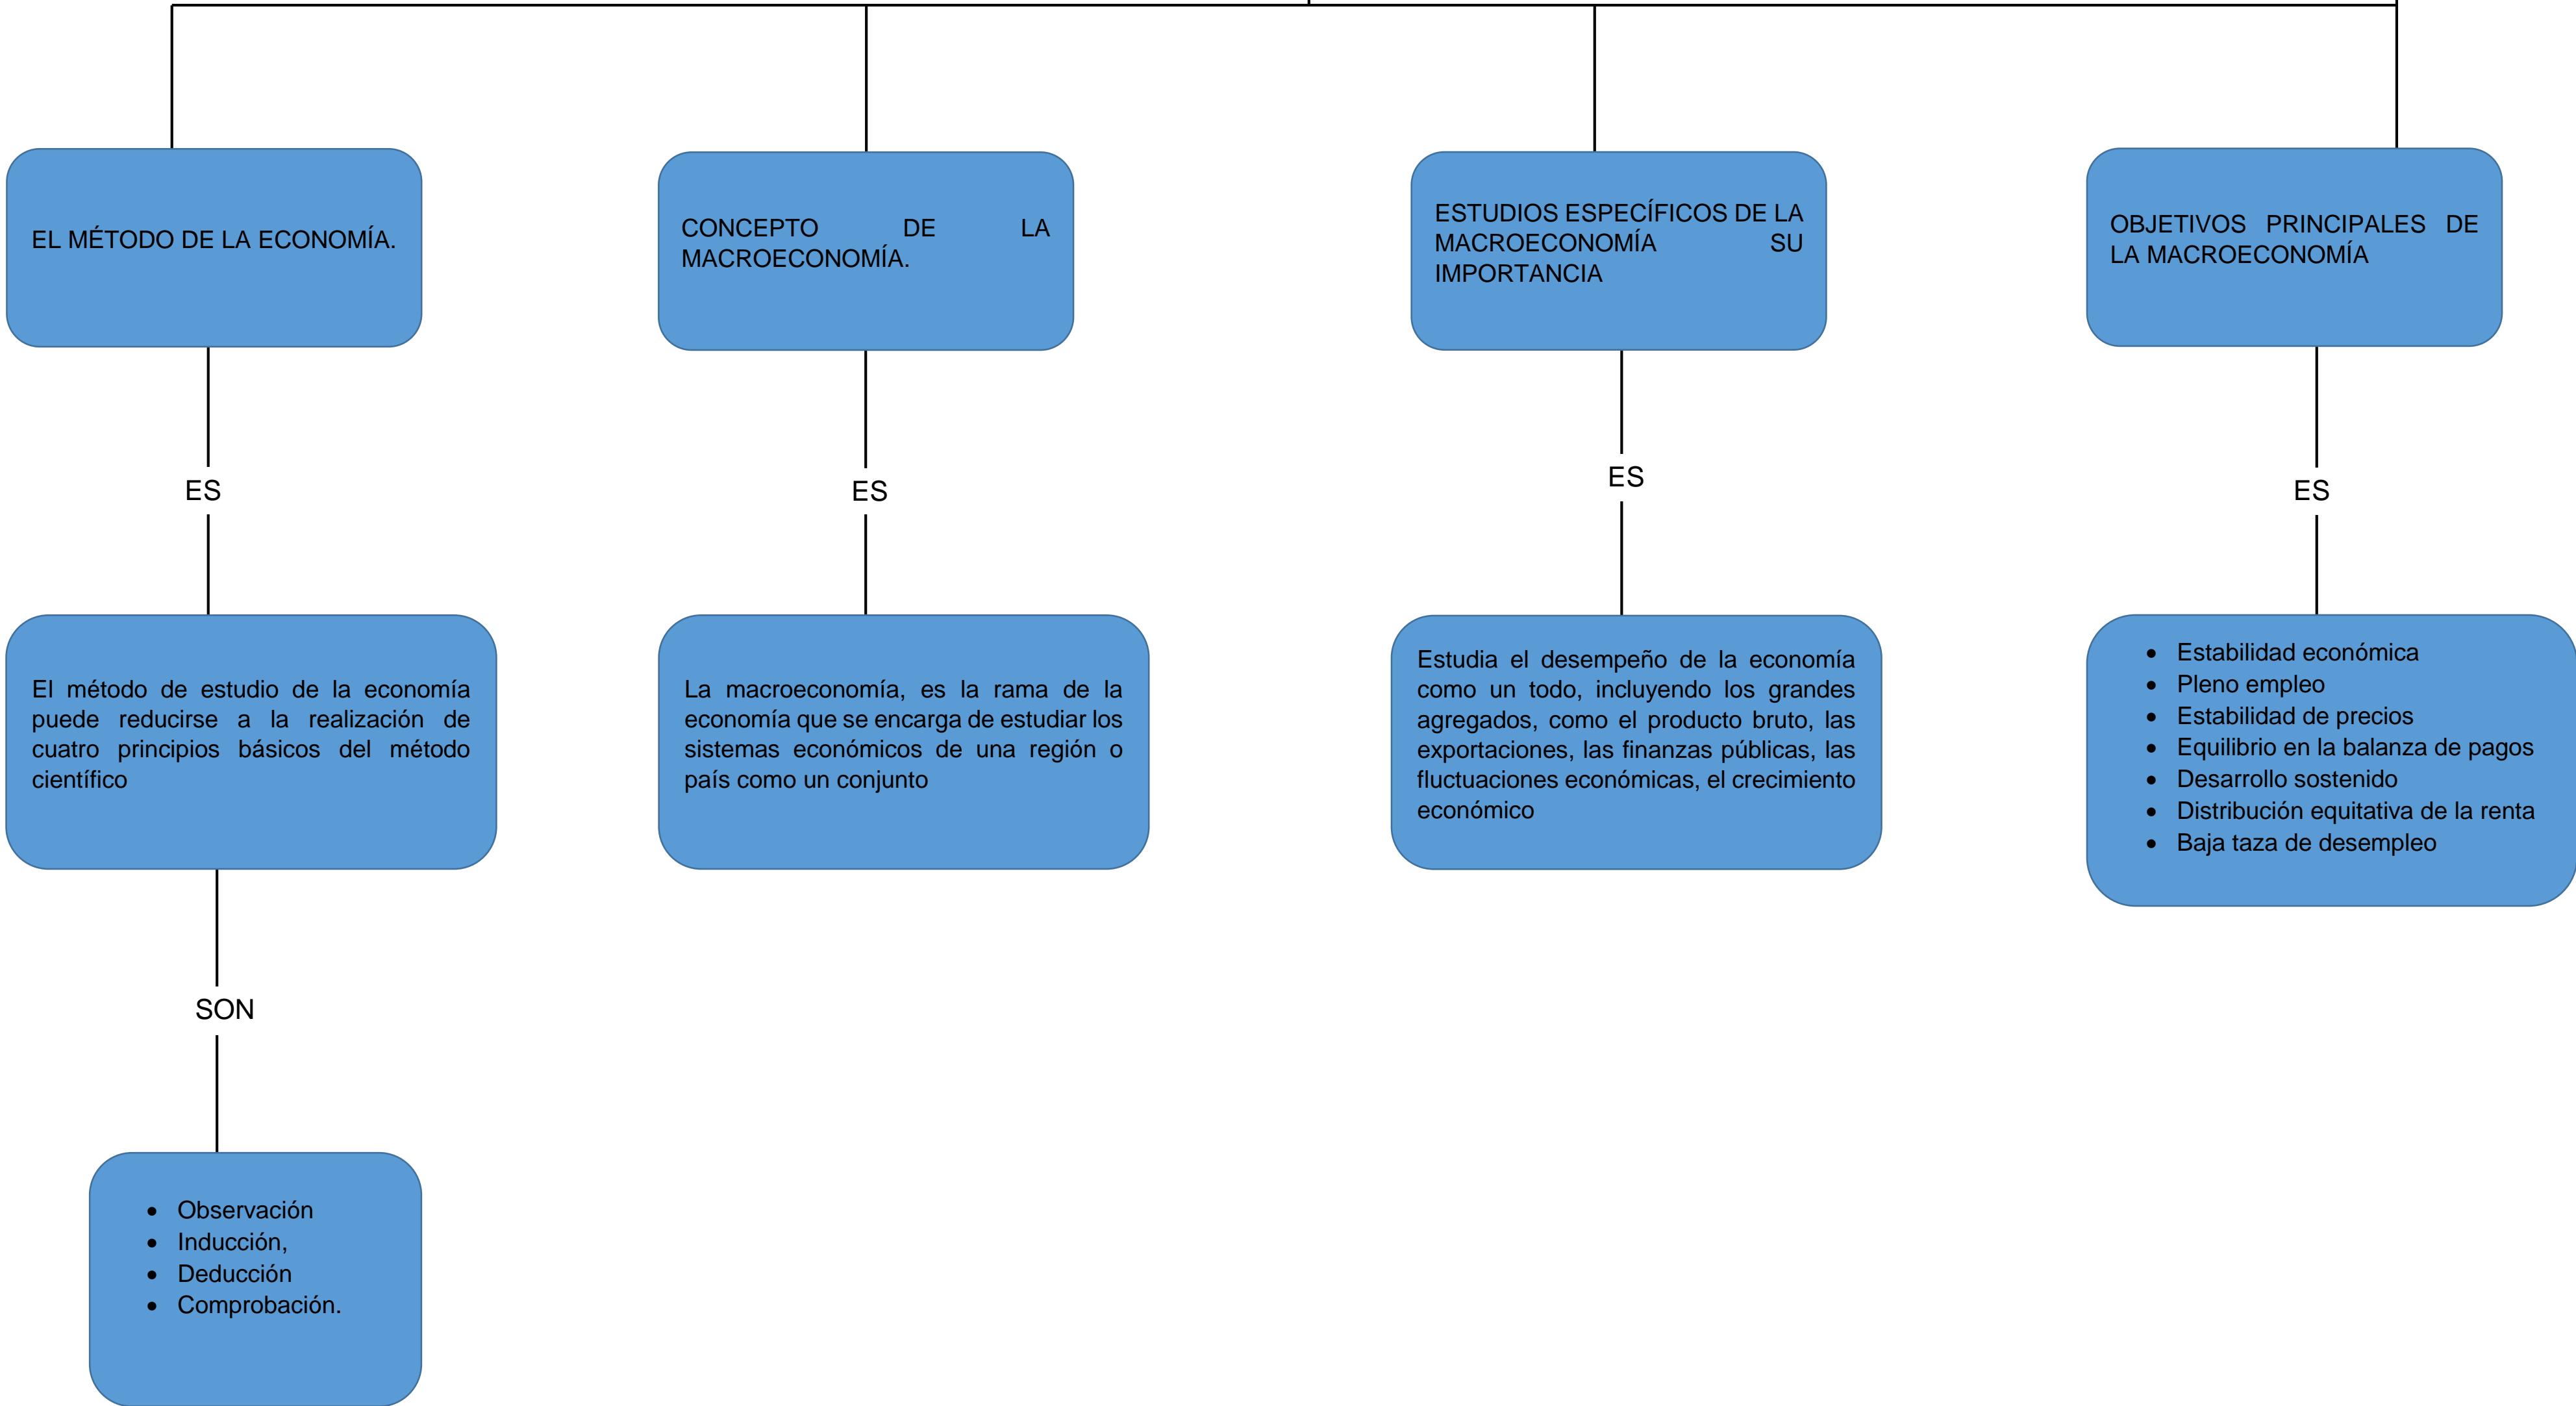 EL MÉTODO DE LA ECONOMÍA.
CONCEPTO DE LA
MACROECONOMÍA.
ESTUDIOS ESPECÍFICOS DE LA
MACROECONOMÍA SU
IMPORTANCIA
OBJETIVOS PRINCIPALES DE
LA MACROECONOMÍA
ES
ES
ES
ES
El método de estudio de la economía
puede reducirse a la realización de
cuatro principios básicos del método
científico
La macroeconomía, es la rama de la
economía que se encarga de estudiar los
sistemas económicos de una región o
país como un conjunto
Estudia el desempeño de la economía
como un todo, incluyendo los grandes
agregados, como el producto bruto, las
exportaciones, las finanzas públicas, las
fluctuaciones económicas, el crecimiento
económico
• Estabilidad económica
• Pleno empleo
• Estabilidad de precios
• Equilibrio en la balanza de pagos
• Desarrollo sostenido
• Distribución equitativa de la renta
• Baja taza de desempleo
SON
• Observación
• Inducción,
• Deducción
• Comprobación.